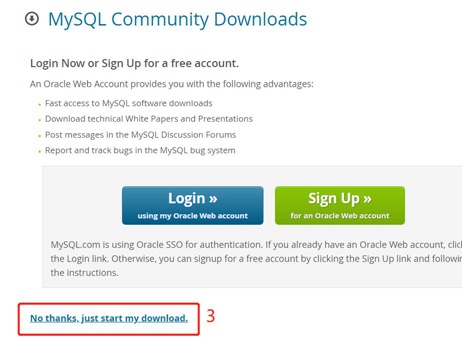 MySQL Community Downloads
Login Now or Sign Up for a free account.
An Oracle Web Account provides you with the following advantages:
Fast access to MySQL software downloads
Download technical White Papers and Presentations
Post messages in the MySQL Discussion Forums
Report and track bugs in the MySQL bug system
Login »
using my Oracle Web account
Sign Up »
for an Oracle Web account
MySQL.com is using Oracle SSO for authentication. If you already have an Oracle Web account,
the Login link. Otherwise, you can signup for a free account by clicking the Sign Up link and
the instructions.
No thanks, just start my download.
3